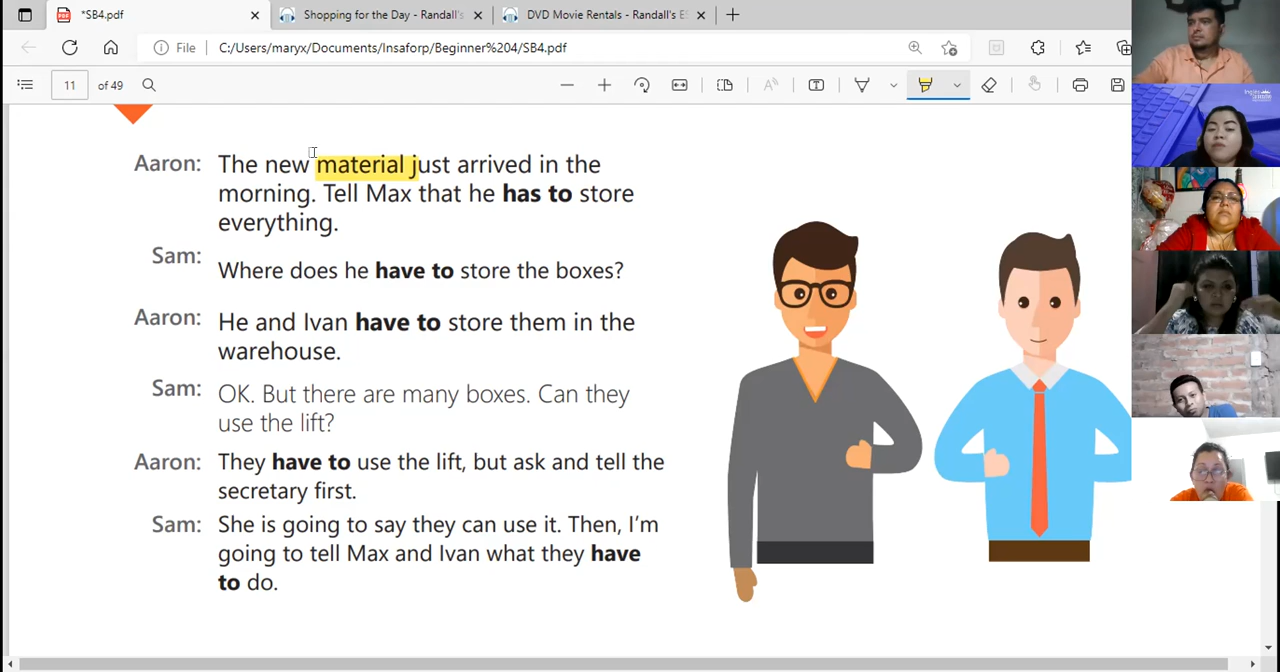 *SB4.pdf
Shopping for the Day - Randall's
DVD Movie Rentals - Randall's ES
File C:/Users/maryx/Documents/Insaforp/Beginner%204/SB4.pdf
11 of 49
Aaron: The new material just arrived in the
morning. Tell Max that he has to store
everything.
Sam: Where does he have to store the boxes?
Aaron: He and Ivan have to store them in the
warehouse.
Sam: OK. But there are many boxes. Can they
use the lift?
Aaron: They have to use the lift, but ask and tell the
secretary first.
Sam: She is going to say they can use it. Then, I'm
going to tell Max and Ivan what they have
to do.